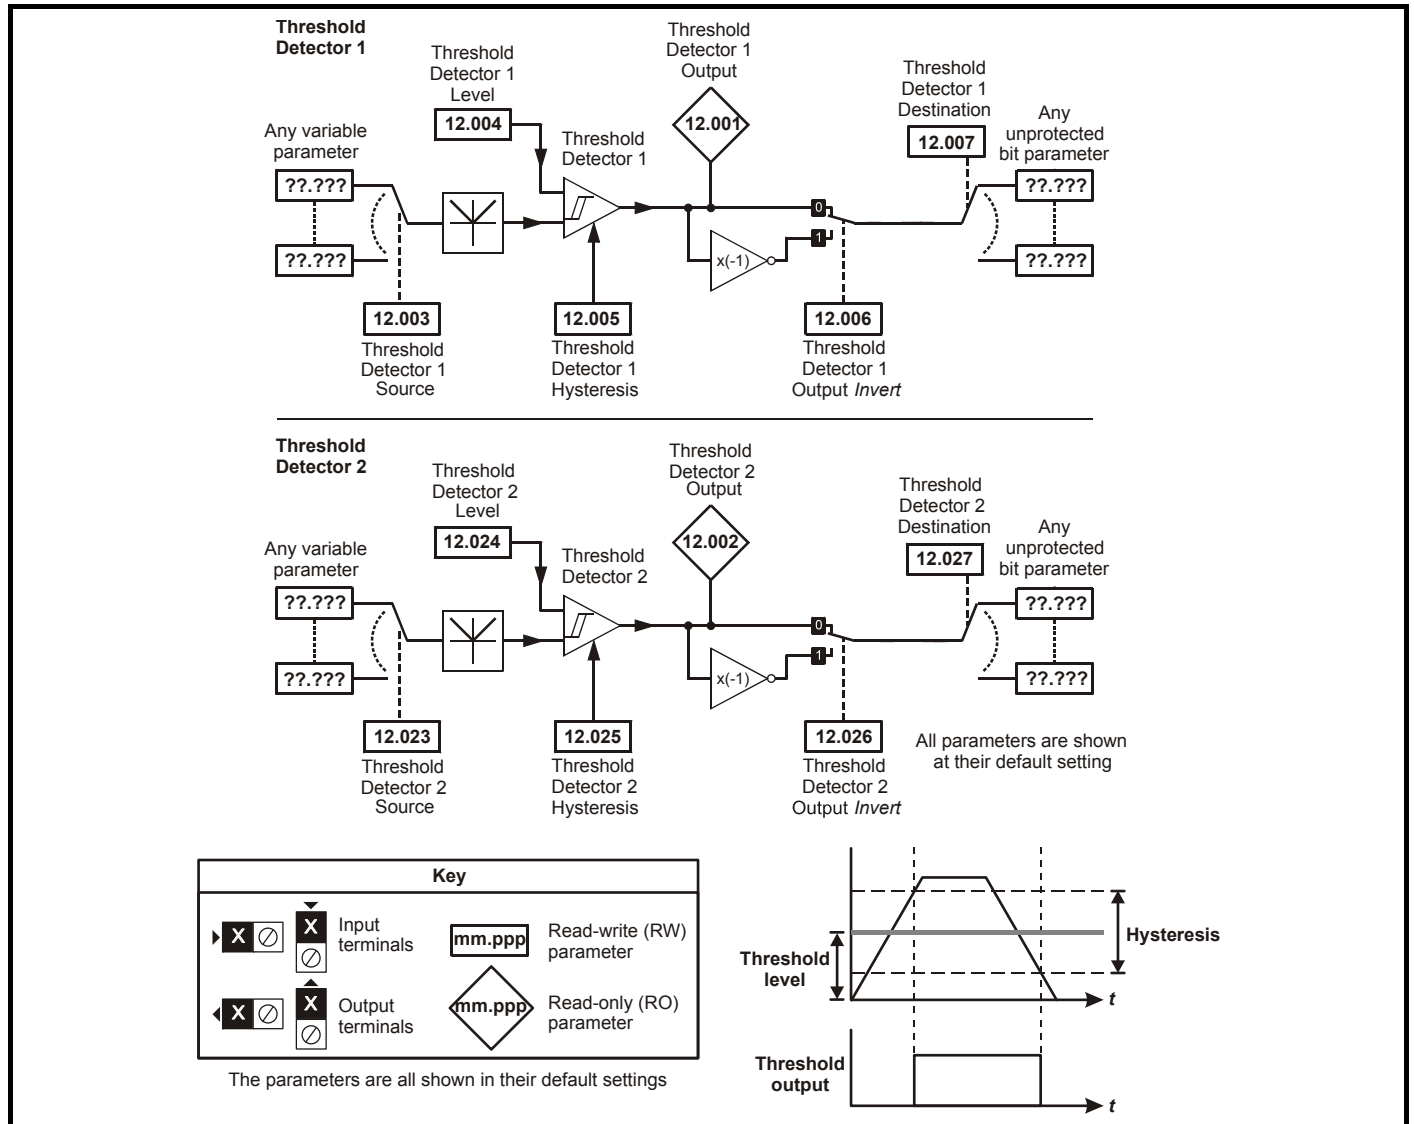 Threshold
Detector 1
Threshold
Detector 1
Level
12.004
Threshold
Detector 1
Output
12.001
Threshold
Detector 1
Destination
12.007
Any variable
parameter
??.???
??.???
Threshold
Detector 1
Any
unprotected
bit parameter
??.???
??.???
0
1
x(-1)
12.003
Threshold
Detector 1
Source
12.005
Threshold
Detector 1
Hysteresis
12.006
Threshold
Detector 1
Output Invert
Threshold
Detector 2
Threshold
Detector 2
Level
12.024
Threshold
Detector 2
Output
12.002
Threshold
Detector 2
Destination
12.027
Any variable
parameter
??.???
??.???
Threshold
Detector 2
Any
unprotected
bit parameter
??.???
??.???
0
1
x(-1)
12.023
Threshold
Detector 2
Source
12.025
Threshold
Detector 2
Hysteresis
12.026
Threshold
Detector 2
Output Invert
All parameters are shown
at their default setting
Key
X
X
Input
terminals
mm.ppp
Read-write (RW)
parameter
X
X
Output
terminals
mm.ppp
Read-only (RO)
parameter
The parameters are all shown in their default settings
Threshold
level
Hysteresis
t
Threshold
output
t